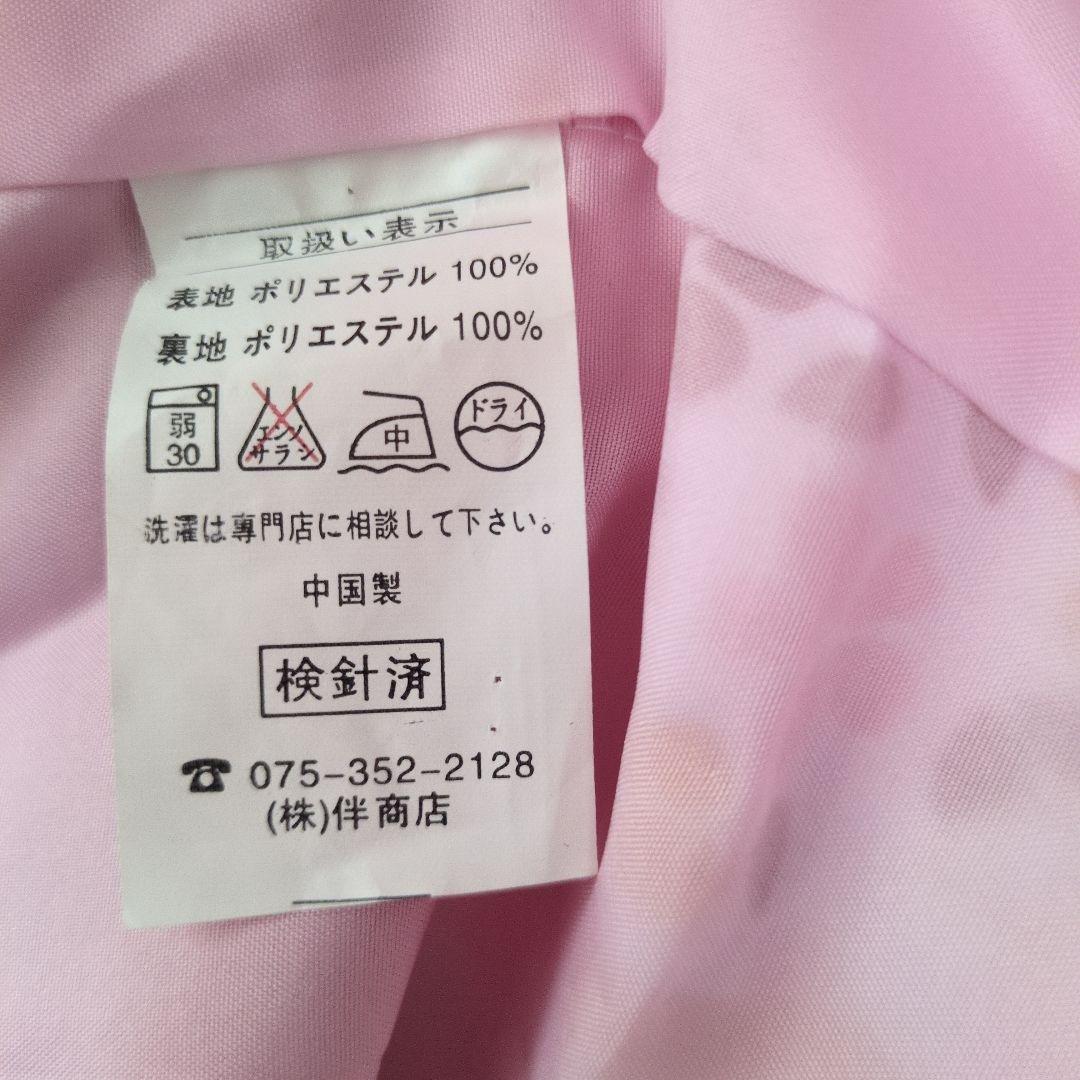 取扱い表示
表地 ポリエステル 100%
裏地 ポリエステル 100%
弱
30
エンソ
サラシ
中
ドライ
洗濯は専門店に相談して下さい。
中国製
検針済
☎ 075-352-2128
(株)伴商店